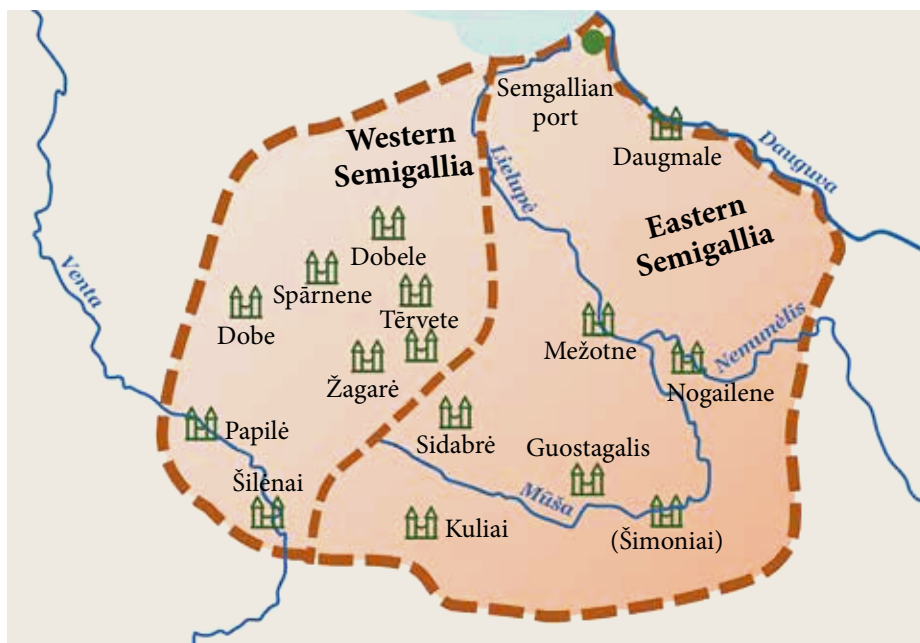 Semgallian
port
Western
Semigallia
Daugmale
Dauguva
Lielupė
Eastern
Semigallia
Dobele
Spārnene
Venta
Dobe
Tērvete
Mežotne
Nemunėlis
Žagarė
Nogailene
Papilė
Sidabrė
Guostagalis
Šilėnai
Mūša
Kuliai
(Šimoniai)